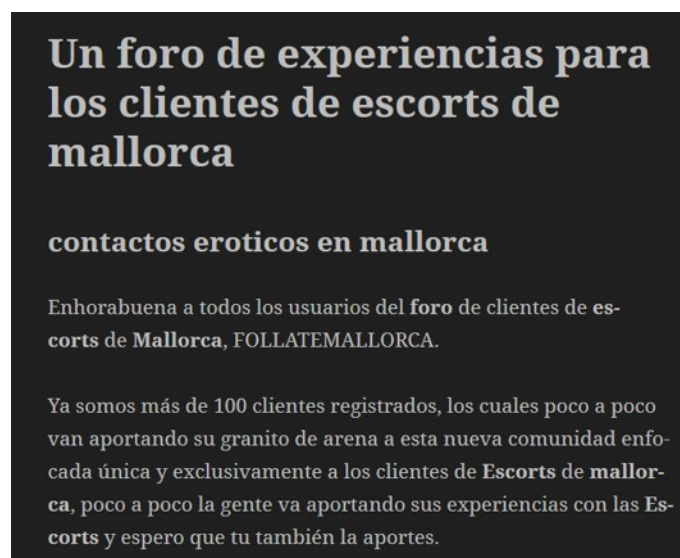 Un foro de experiencias para
los clientes de escorts de
mallorca
contactos eroticos en mallorca
Enhorabuena a todos los usuarios del foro de clientes de es-
corts de Mallorca, FOLLATEMALLORCA.
Ya somos más de 100 clientes registrados, los cuales poco a poco
van aportando su granito de arena a esta nueva comunidad enfo-
cada única y exclusivamente a los clientes de Escorts de mallor-
ca, poco a poco la gente va aportando sus experiencias con las Es-
corts y espero que tu también la aportes.